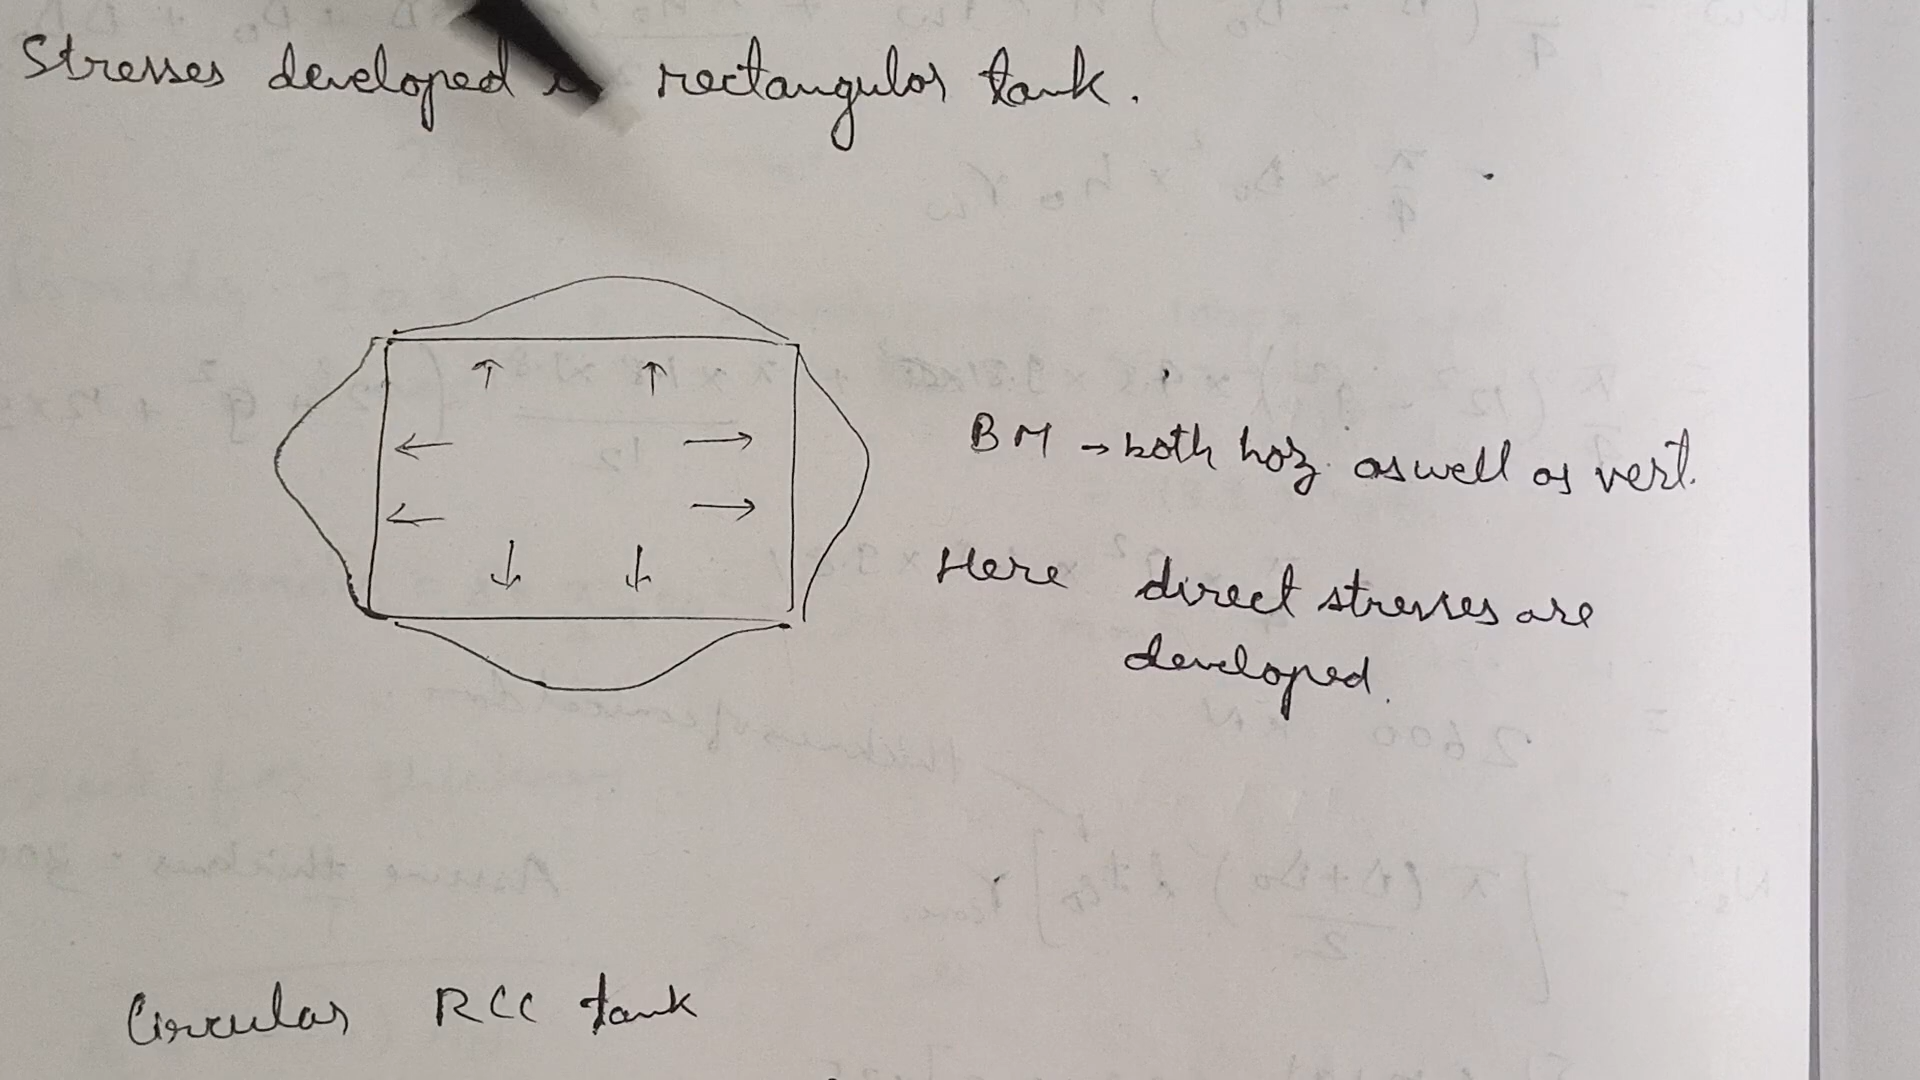 Stresses developed in rectangular tank.
BM → both hoz. as well as vert.
Here direct stresses are
developed.
Circular RCC tank